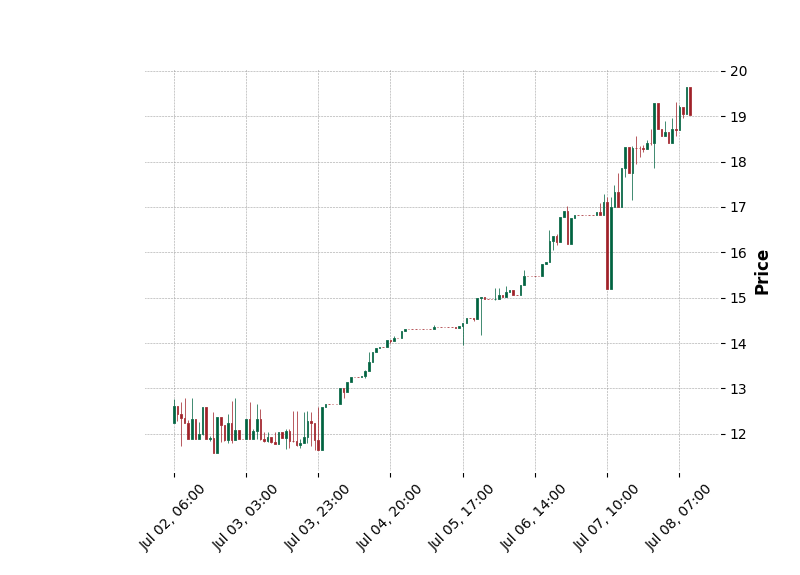 20
19
18
17
16
15
14
13
12
Price
Jul 02, 06:00
Jul 03, 03:00
Jul 03, 23:00
Jul 04, 20:00
Jul 05, 17:00
Jul 06, 14:00
Jul 07, 10:00
Jul 08, 07:00